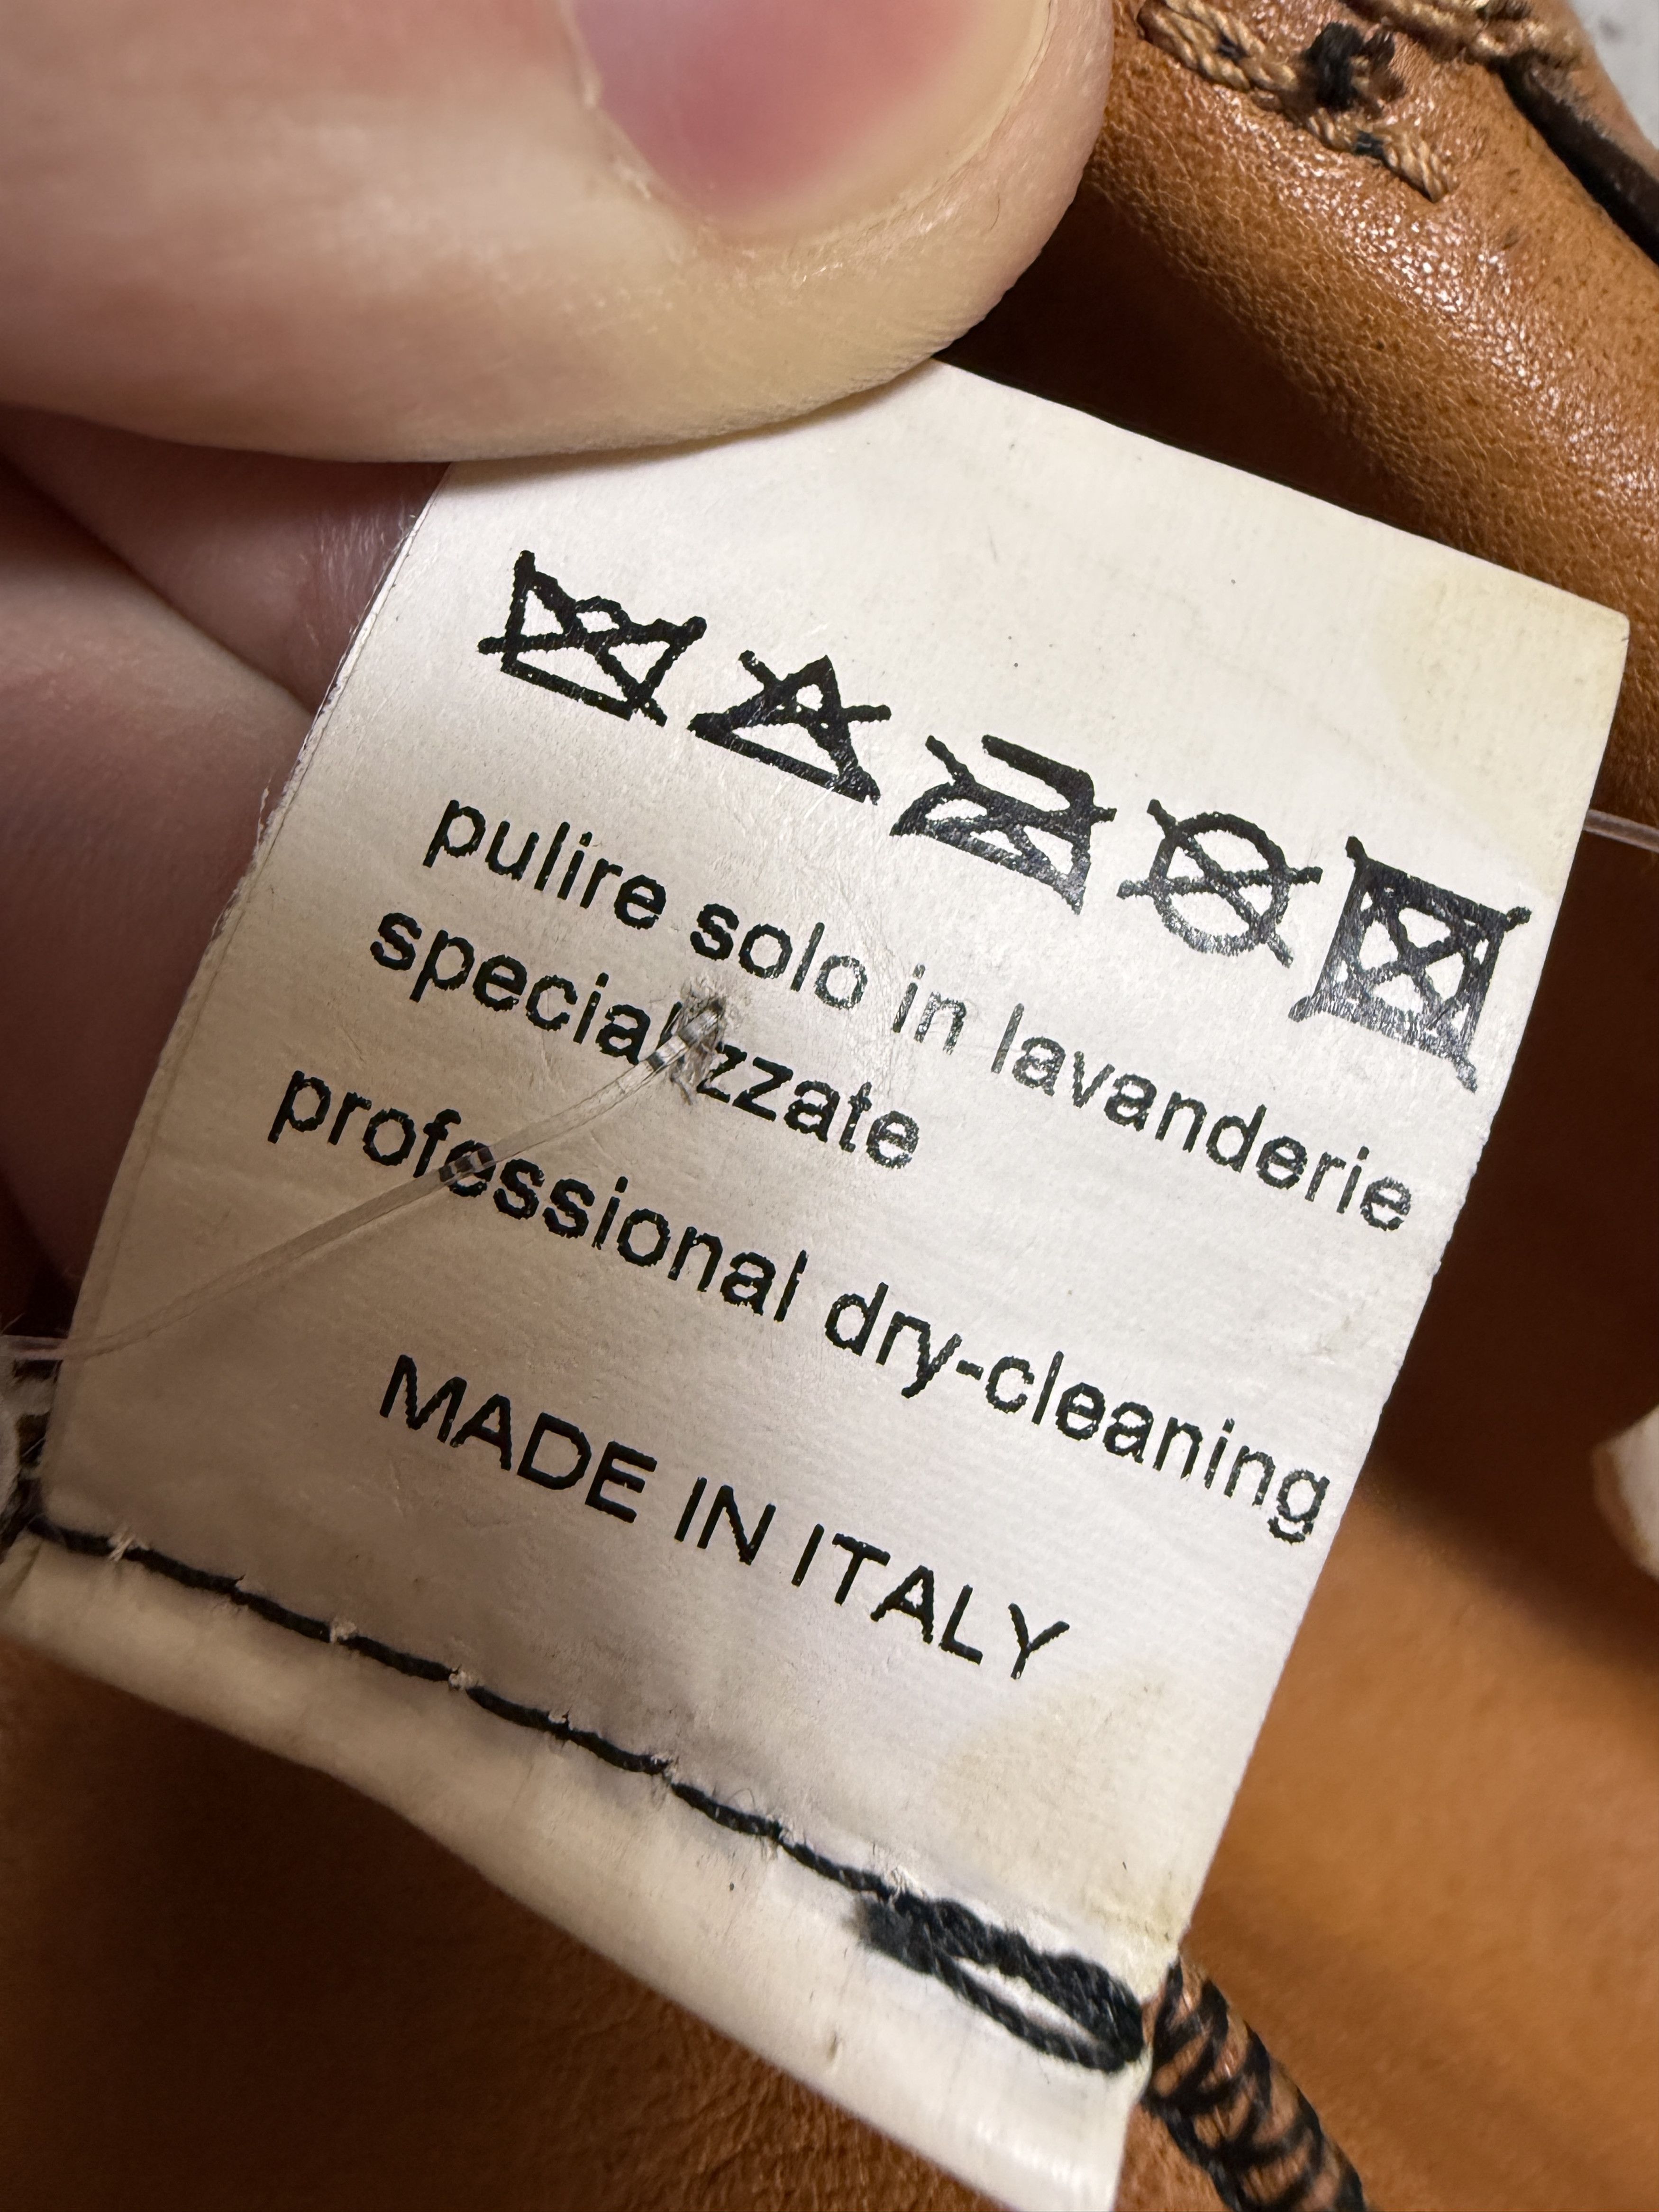 pulire solo in lavanderie
specializzate
professional dry-cleaning
MADE IN ITALY